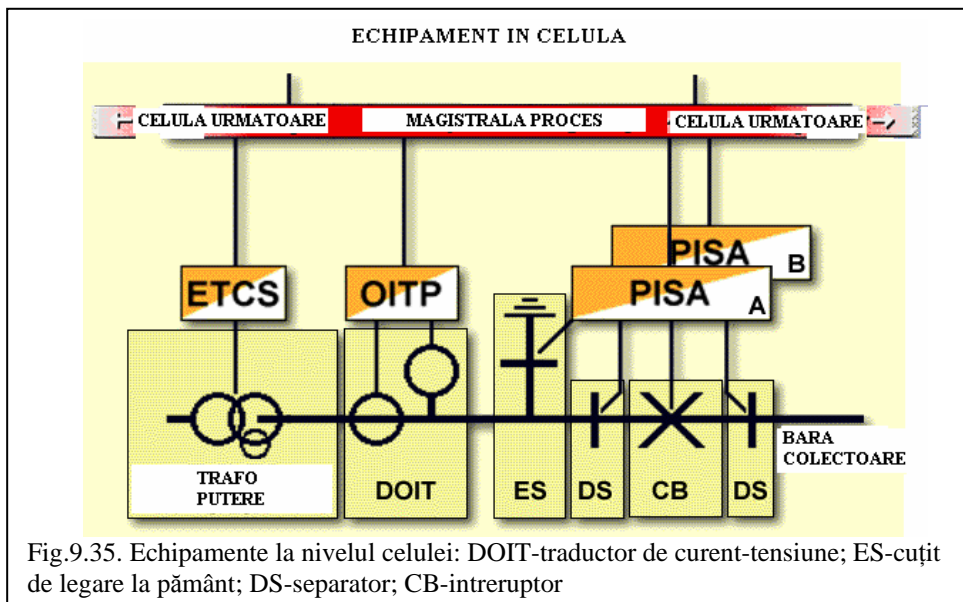 ECHIPAMENT IN CELULA
CELULA URMATOARE
MAGISTRALA PROCES
CELULA URMATOARE
PISA
B
ETCS
OITP
PISA
A
TRAFO
PUTERE
DOIT
ES
DS
CB
DS
BARA
COLECTOARE
Fig.9.35. Echipamente la nivelul celulei: DOIT-traductor de curent-tensiune; ES-cuțit
de legare la pământ; DS-separator; CB-intreruptor